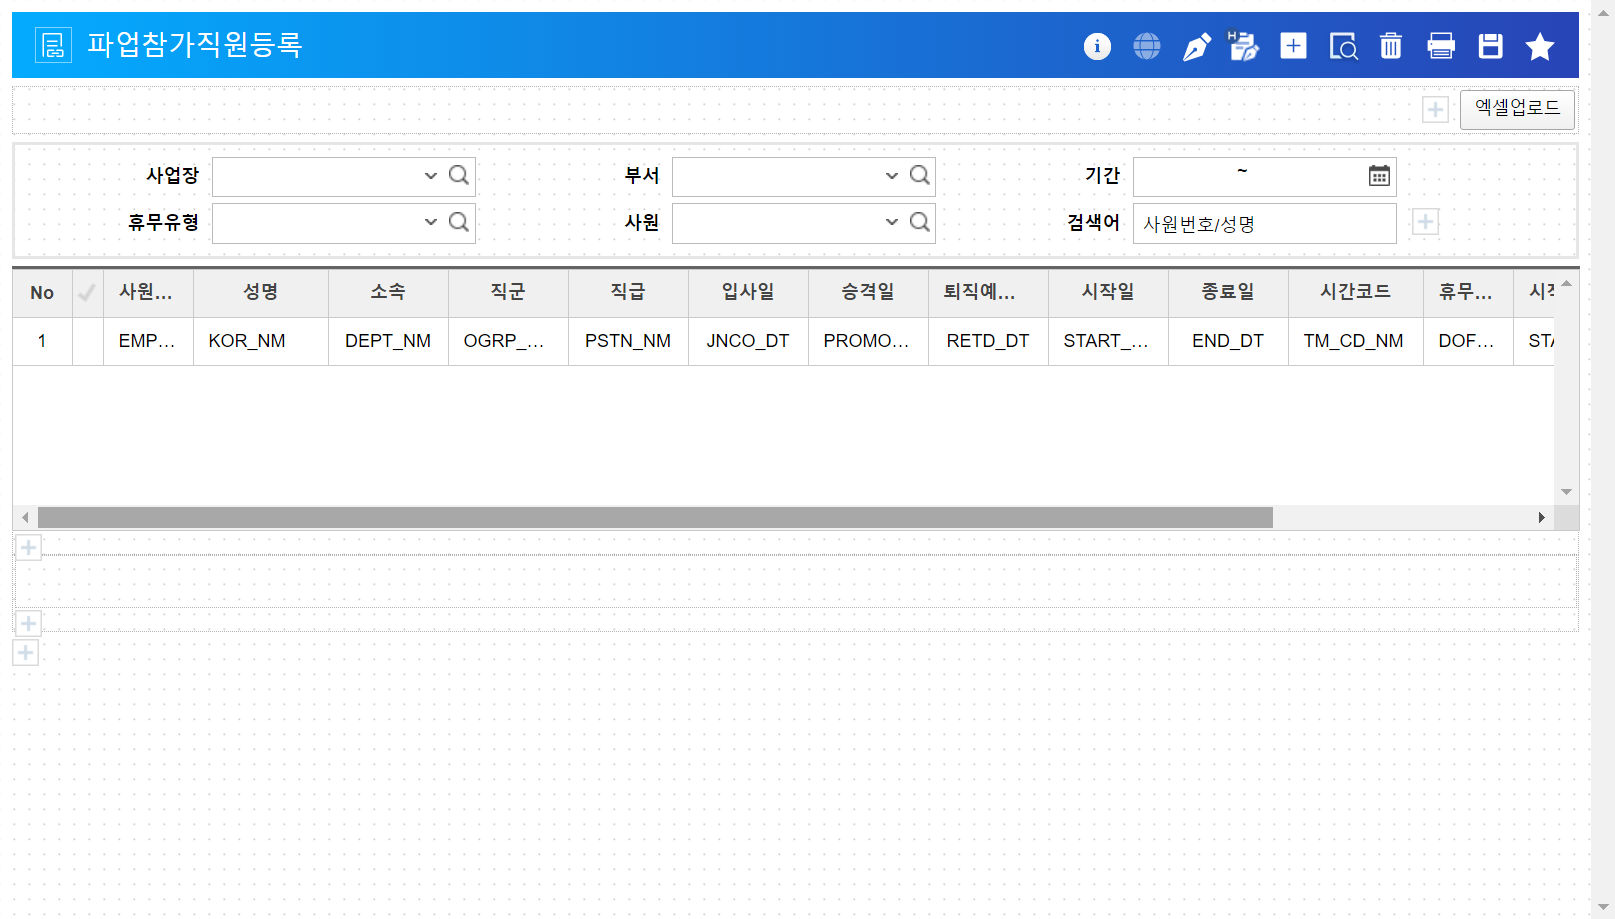 파업참가직원등록
엑셀업로드
사업장 부서 기간 ~
휴무유형 사원 검색어 사원번호/성명
No 사원... 성명 소속 직군 직급 입사일 승격일 퇴직예... 시작일 종료일 시간코드 휴무...
1 EMP... KOR_NM DEPT_NM OGRP_... PSTN_NM JNCO_DT PROMO... RETD_DT START_... END_DT TM_CD_NM DOF...